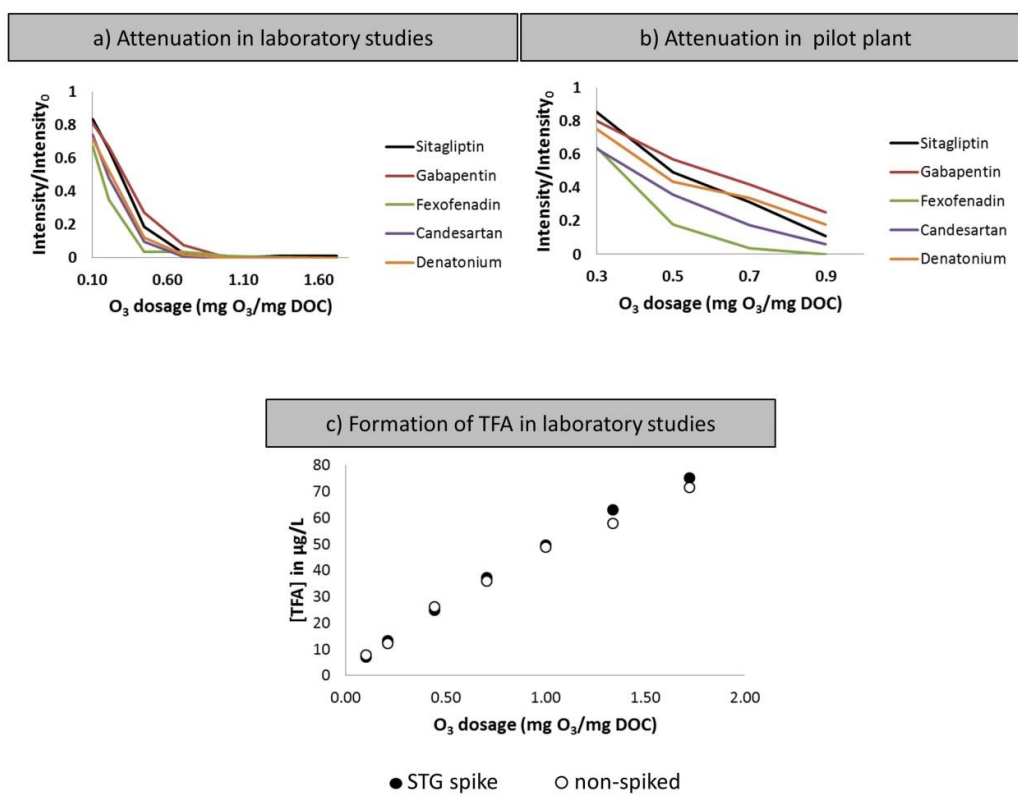 a) Attenuation in laboratory studies
b) Attenuation in  pilot plant
Intensity/Intensity₀
1
0.8
0.6
0.4
0.2
0
0.10
0.60
1.10
1.60
O₃ dosage (mg O₃/mg DOC)
Sitagliptin
Gabapentin
Fexofenadin
Candesartan
Denatonium
Intensity/Intensity₀
1
0.8
0.6
0.4
0.2
0
0.3
0.5
0.7
0.9
O₃ dosage (mg O₃/mg DOC)
Sitagliptin
Gabapentin
Fexofenadin
Candesartan
Denatonium
c) Formation of TFA in laboratory studies
[TFA] in µg/L
80
70
60
50
40
30
20
10
0
0.00
0.50
1.00
1.50
2.00
O₃ dosage (mg O₃/mg DOC)
STG spike
non-spiked